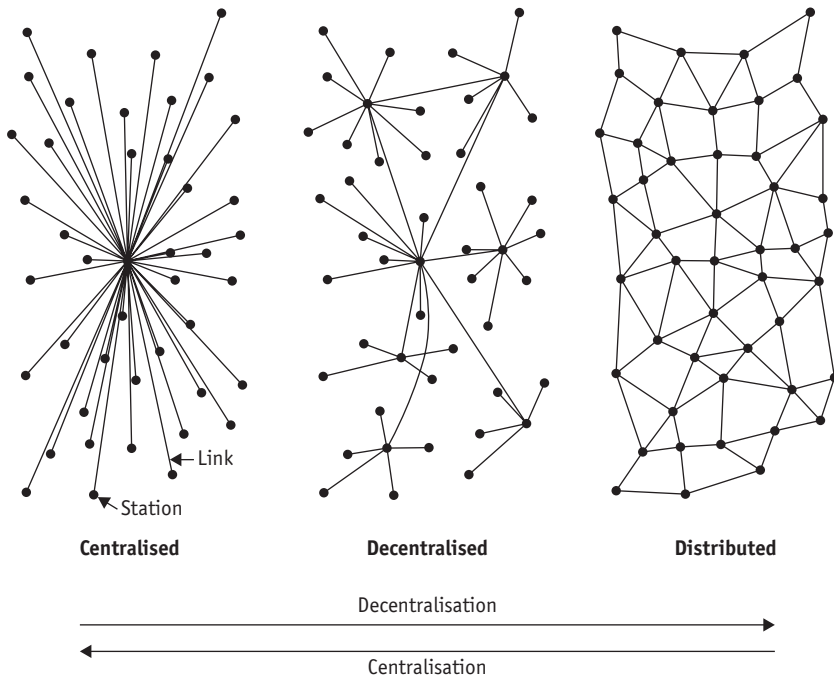 Link
Station
Centralised
Decentralised
Distributed
Decentralisation
Centralisation